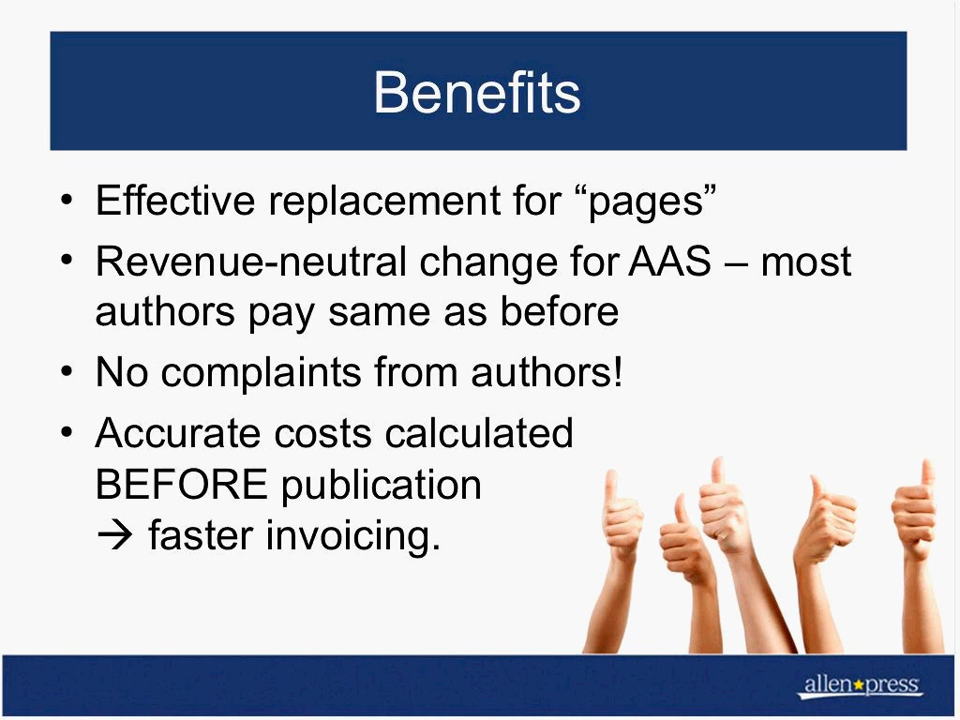 Benefits
• Effective replacement for “pages”
• Revenue-neutral change for AAS – most
authors pay same as before
• No complaints from authors!
• Accurate costs calculated
BEFORE publication
→ faster invoicing.
allen★press